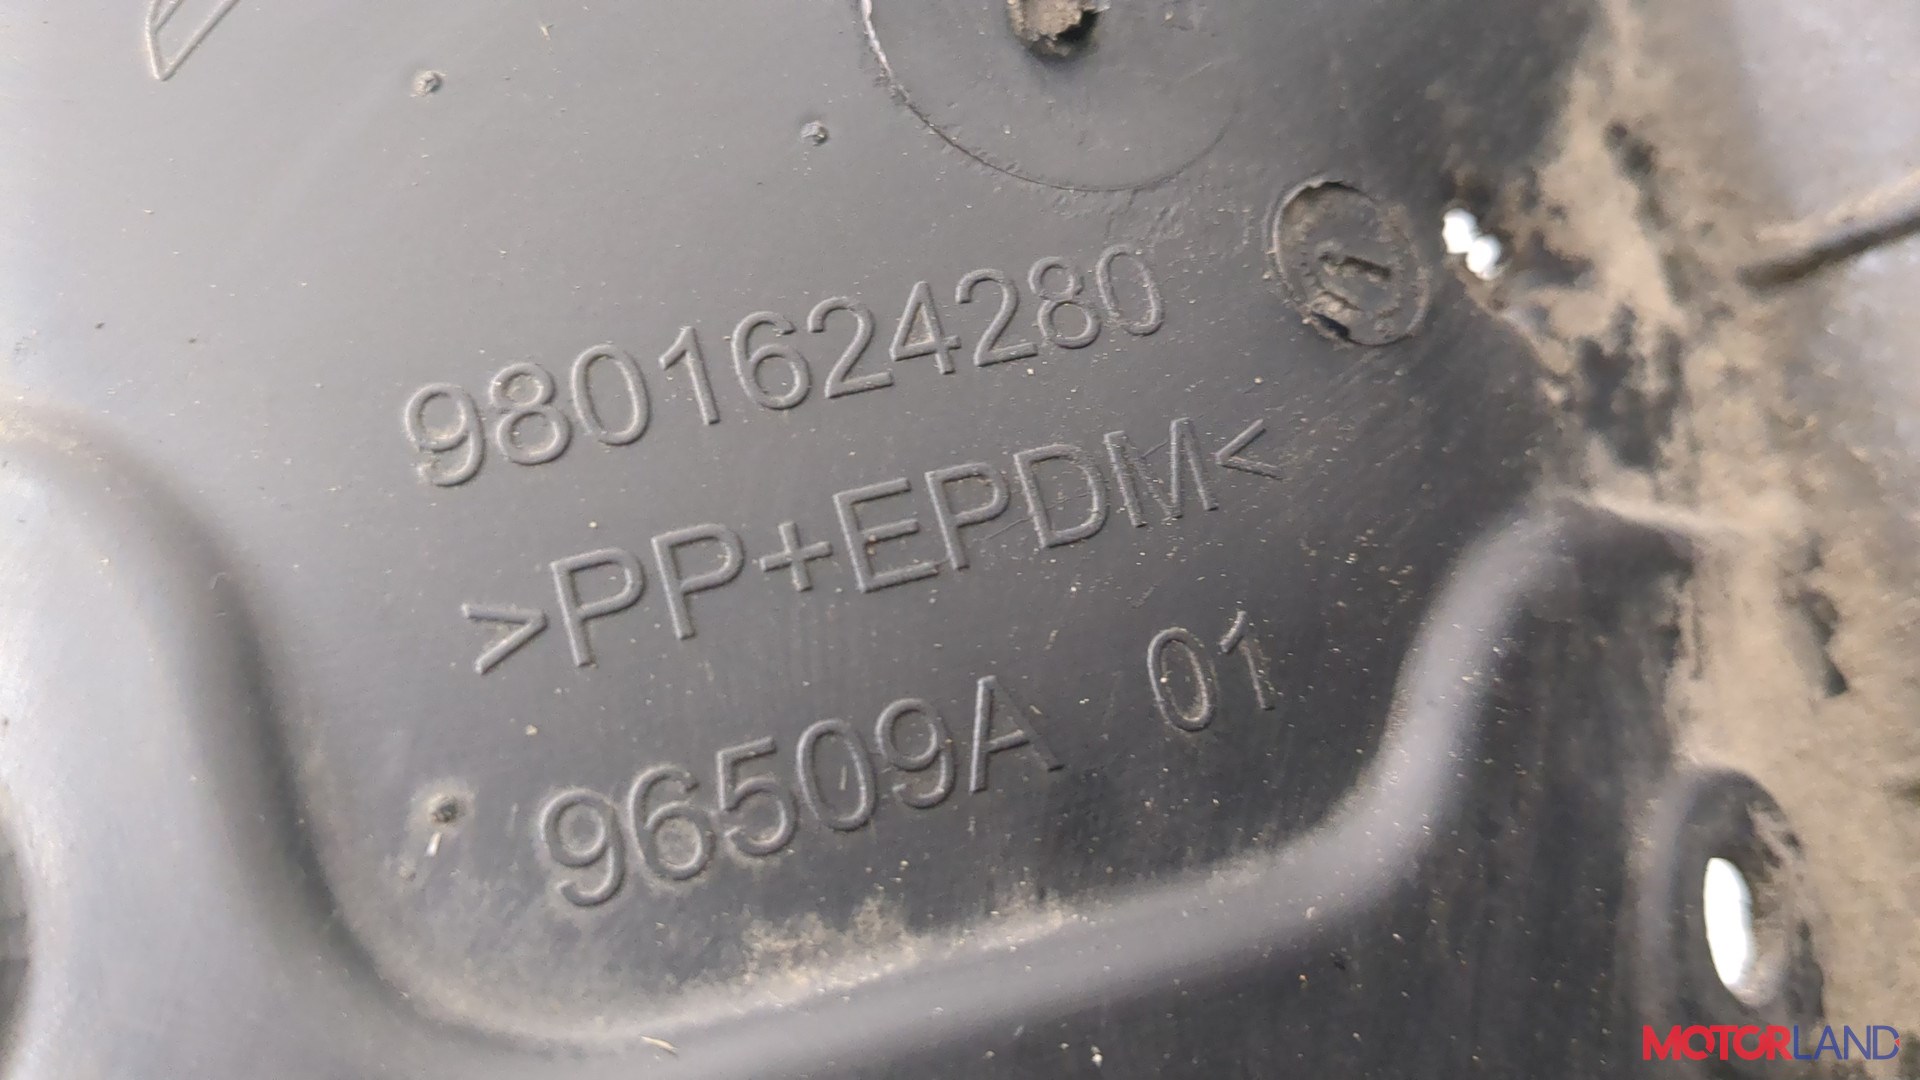 9801624280
>PP+EPDM<
96509A 01
MOTORLAND